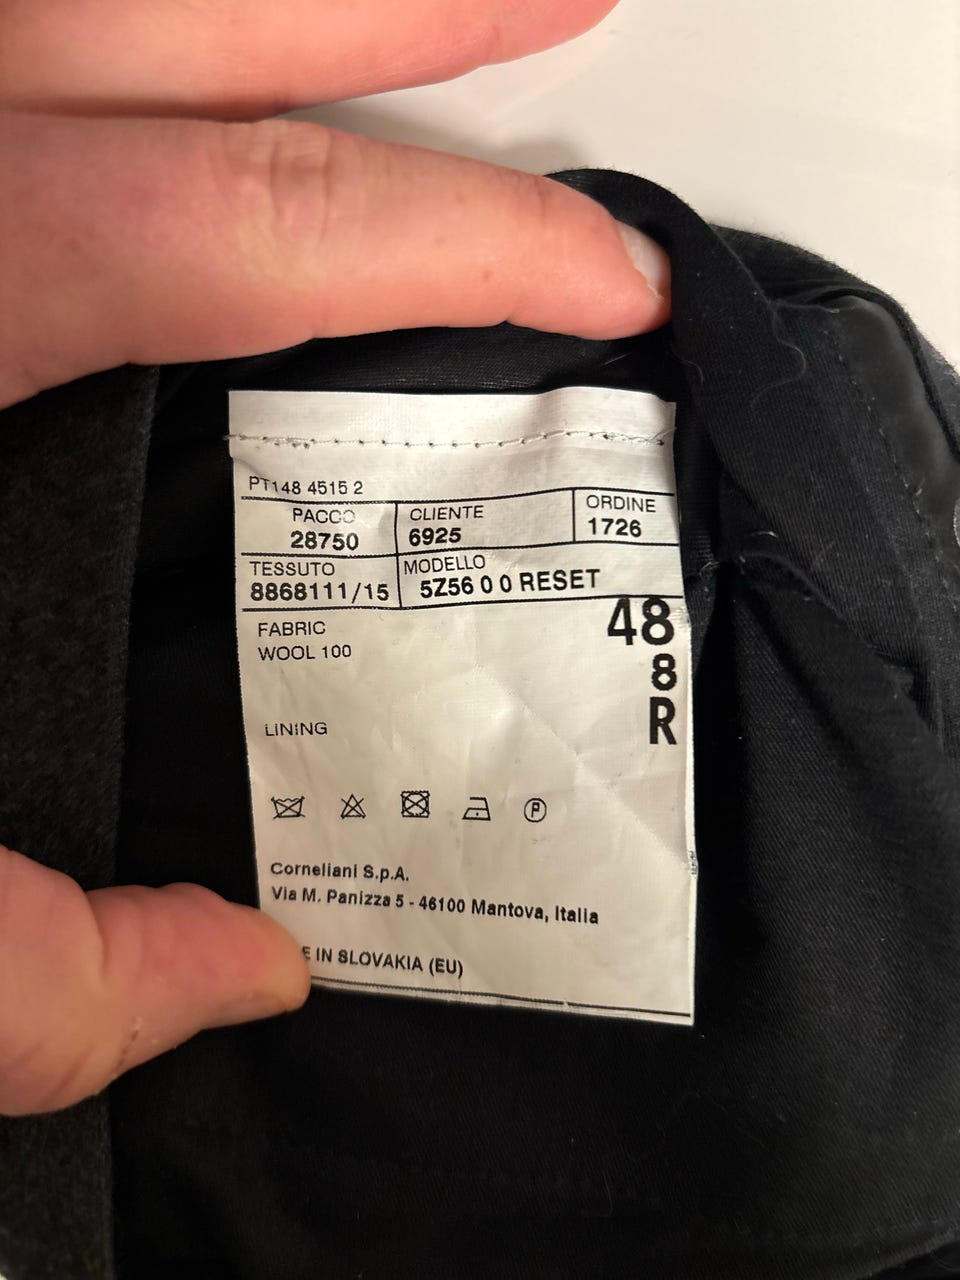 PT148 4515 2
PACCO CLIENTE ORDINE
28750 6925 1726
TESSUTO MODELLO
8868111/15 5Z56 0 0 RESET
48
FABRIC
WOOL 100
8
R
LINING
P
Corneliani S.p.A.
Via M. Panizza 5 - 46100 Mantova, Italia
E IN SLOVAKIA (EU)